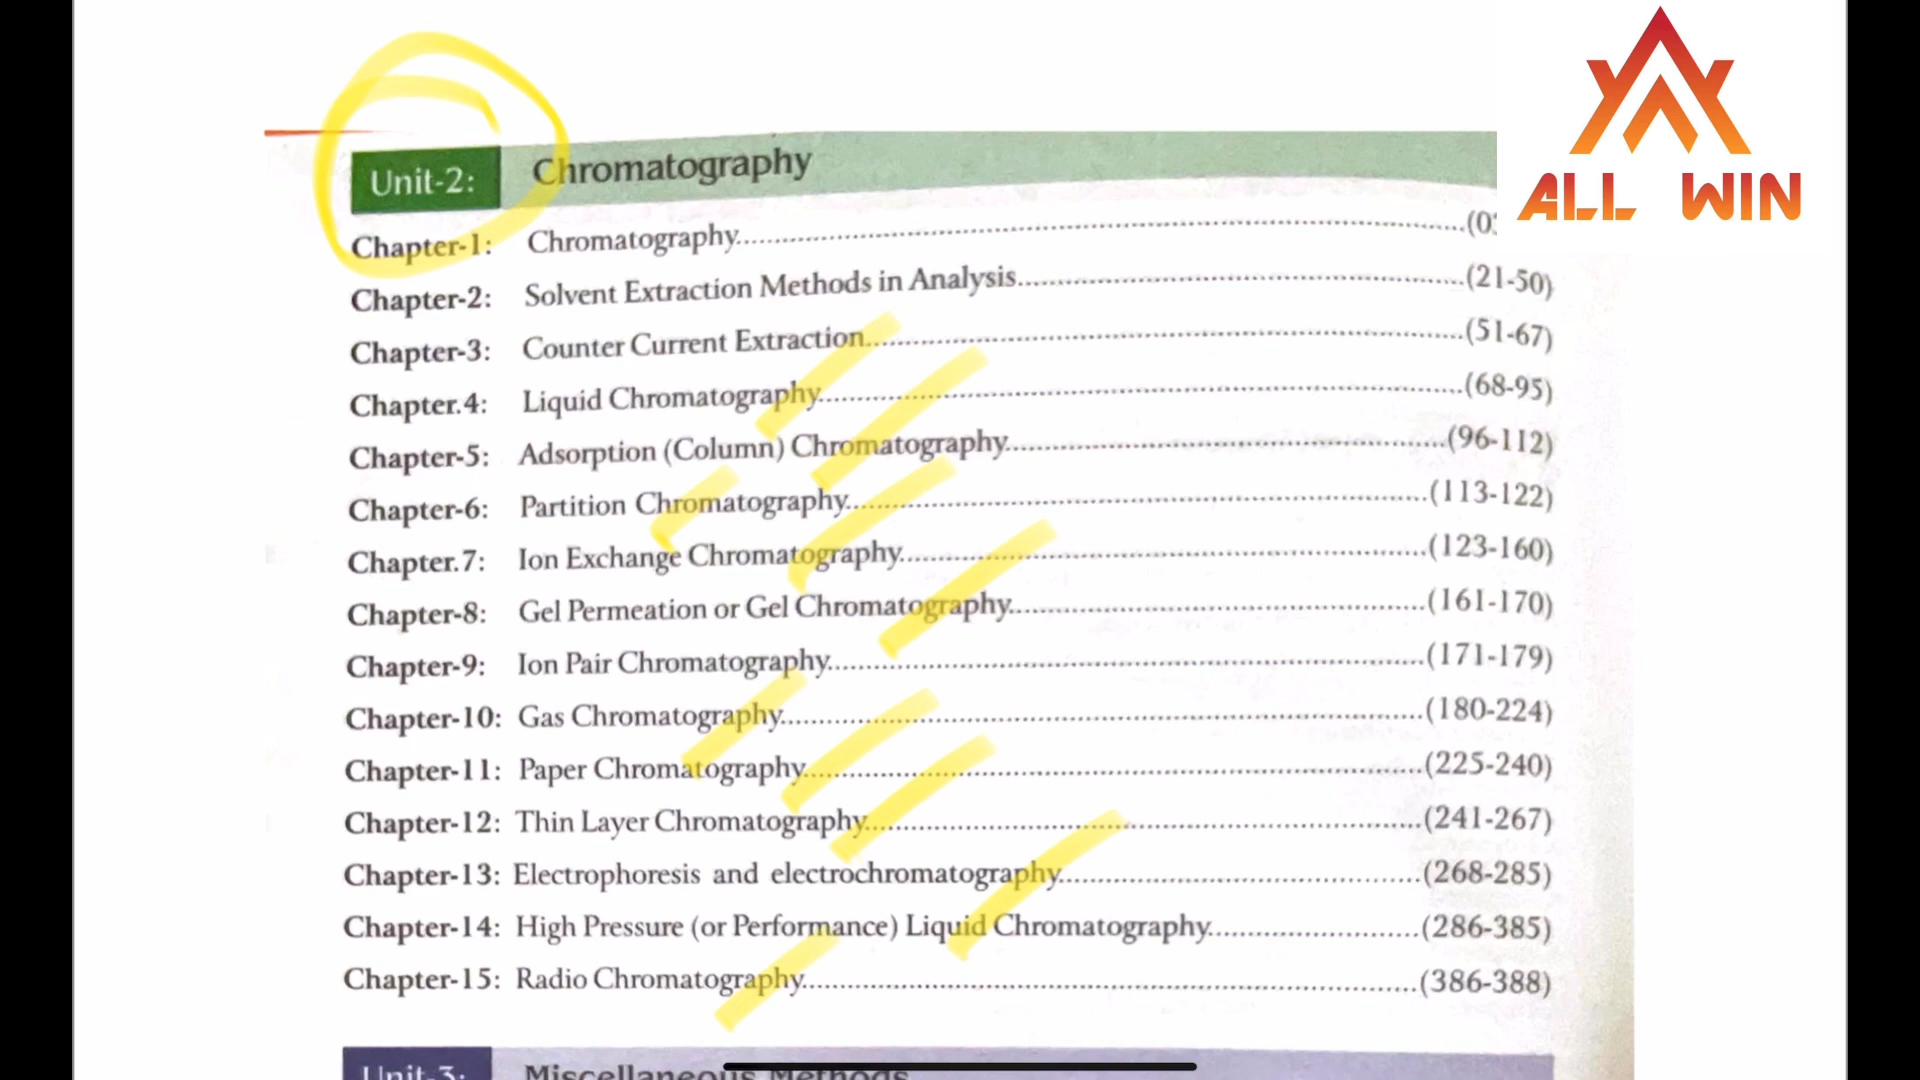 ALL WIN
Unit-2: Chromatography
Chapter-1: Chromatography..........(0
Chapter-2: Solvent Extraction Methods in Analysis..........(21-50)
Chapter-3: Counter Current Extraction..........(51-67)
Chapter.4: Liquid Chromatography..........(68-95)
Chapter-5: Adsorption (Column) Chromatography..........(96-112)
Chapter-6: Partition Chromatography..........(113-122)
Chapter.7: Ion Exchange Chromatography..........(123-160)
Chapter-8: Gel Permeation or Gel Chromatography..........(161-170)
Chapter-9: Ion Pair Chromatography..........(171-179)
Chapter-10: Gas Chromatography..........(180-224)
Chapter-11: Paper Chromatography..........(225-240)
Chapter-12: Thin Layer Chromatography..........(241-267)
Chapter-13: Electrophoresis and electrochromatography..........(268-285)
Chapter-14: High Pressure (or Performance) Liquid Chromatography..........(286-385)
Chapter-15: Radio Chromatography..........(386-388)
Unit-3: Miscellaneous Methods